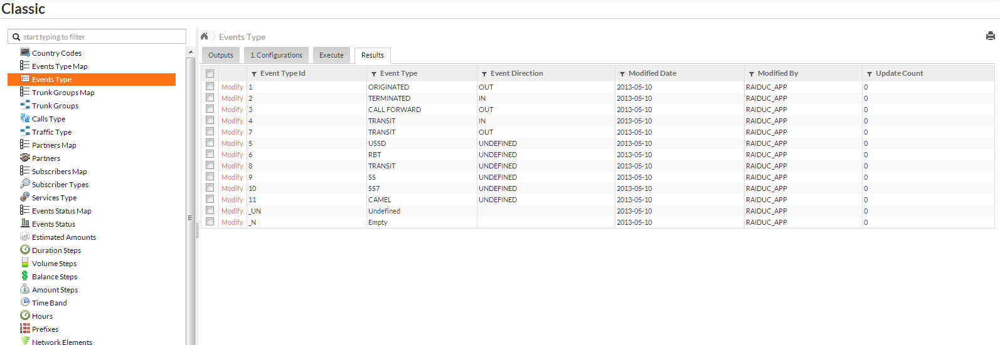 Classic
start typing to filter
Country Codes
Events Type Map
Events Type
Trunk Groups Map
Trunk Groups
Calls Type
Traffic Type
Partners Map
Partners
Subscribers Map
Subscriber Types
Services Type
Events Status Map
Events Status
Estimated Amounts
Duration Steps
Volume Steps
Balance Steps
Amount Steps
Time Band
Hours
Prefixes
Network Elements
Events Type
Outputs 1. Configurations Execute Results
Event Type Id Event Type Event Direction Modified Date Modified By Update Count
Modify 1 ORIGINATED OUT 2013-05-10 RAIDUC_APP 0
Modify 2 TERMINATED IN 2013-05-10 RAIDUC_APP 0
Modify 3 CALL FORWARD OUT 2013-05-10 RAIDUC_APP 0
Modify 4 TRANSIT IN 2013-05-10 RAIDUC_APP 0
Modify 7 TRANSIT OUT 2013-05-10 RAIDUC_APP 0
Modify 5 USSD UNDEFINED 2013-05-10 RAIDUC_APP 0
Modify 6 RBT UNDEFINED 2013-05-10 RAIDUC_APP 0
Modify 8 TRANSIT UNDEFINED 2013-05-10 RAIDUC_APP 0
Modify 9 SS UNDEFINED 2013-05-10 RAIDUC_APP 0
Modify 10 SS7 UNDEFINED 2013-05-10 RAIDUC_APP 0
Modify 11 CAMEL UNDEFINED 2013-05-10 RAIDUC_APP 0
Modify _UN Undefined 2013-05-10 RAIDUC_APP 0
Modify _N Empty 2013-05-10 RAIDUC_APP 0